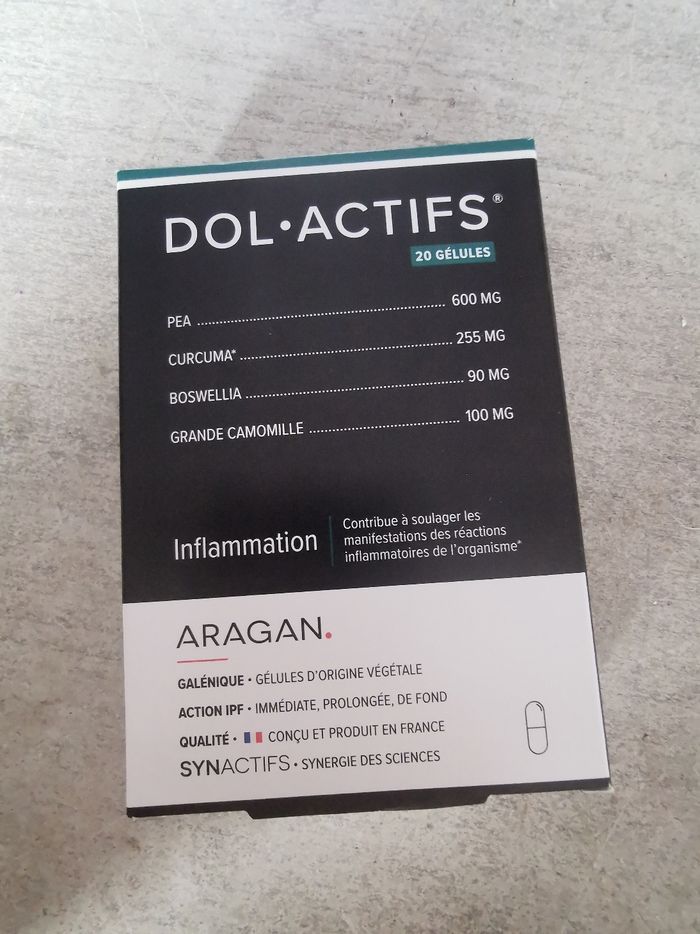 DOL•ACTIFS®
20 GÉLULES
PEA ........................ 600 MG
CURCUMA* ........................ 255 MG
BOSWELLIA ........................ 90 MG
GRANDE CAMOMILLE ........................ 100 MG
Inflammation
Contribue à soulager les
manifestations des réactions
inflammatoires de l'organisme*
ARAGAN.
GALÉNIQUE • GÉLULES D'ORIGINE VÉGÉTALE
ACTION IPF • IMMÉDIATE, PROLONGÉE, DE FOND
QUALITÉ • CONÇU ET PRODUIT EN FRANCE
SYNACTIFS • SYNERGIE DES SCIENCES